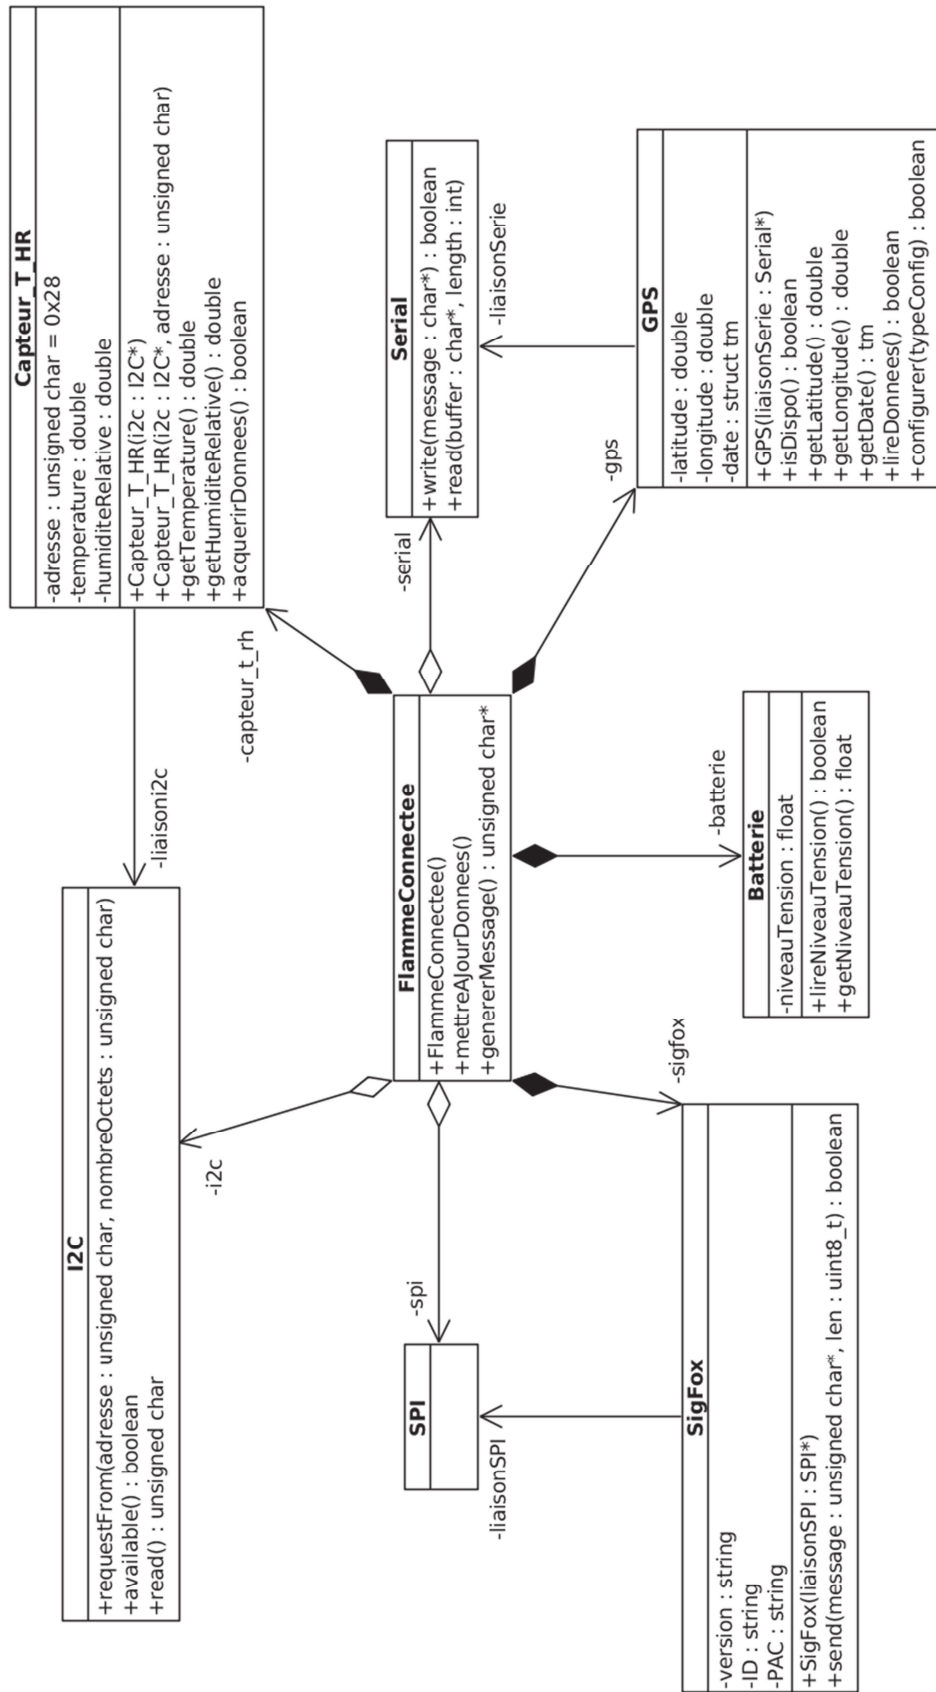 I2C
+requestFrom(adresse : unsigned char, nombreOctets : unsigned char)
+available() : boolean
+read() : unsigned char
-liaisoni2c
Capteur_T_HR
-adresse : unsigned char = 0x28
-temperature : double
-humiditeRelative : double
+Capteur_T_HR(i2c : I2C*)
+Capteur_T_HR(i2c : I2C*, adresse : unsigned char)
+getTemperature() : double
+getHumiditeRelative() : double
+acquerirDonnees() : boolean
-i2c
-capteur_t_rh
SPI
-spi
-liaisonSPI
FlammeConnectee
+FlammeConnectee()
+mettreAJourDonnees()
+genererMessage() : unsigned char*
-serial
Serial
+write(message : char*) : boolean
+read(buffer : char*, length : int)
-liaisonSerie
-sigfox
-batterie
-gps
SigFox
-version : string
-ID : string
-PAC : string
+SigFox(liaisonSPI : SPI*)
+send(message : unsigned char*, len : uint8_t) : boolean
Batterie
-niveauTension : float
+lireNiveauTension() : boolean
+getNiveauTension() : float
GPS
-latitude : double
-longitude : double
-date : struct tm
+GPS(liaisonSerie : Serial*)
+isDispo() : boolean
+getLatitude() : double
+getLongitude() : double
+getDate() : tm
+lireDonnees() : boolean
+configurer(typeConfig) : boolean